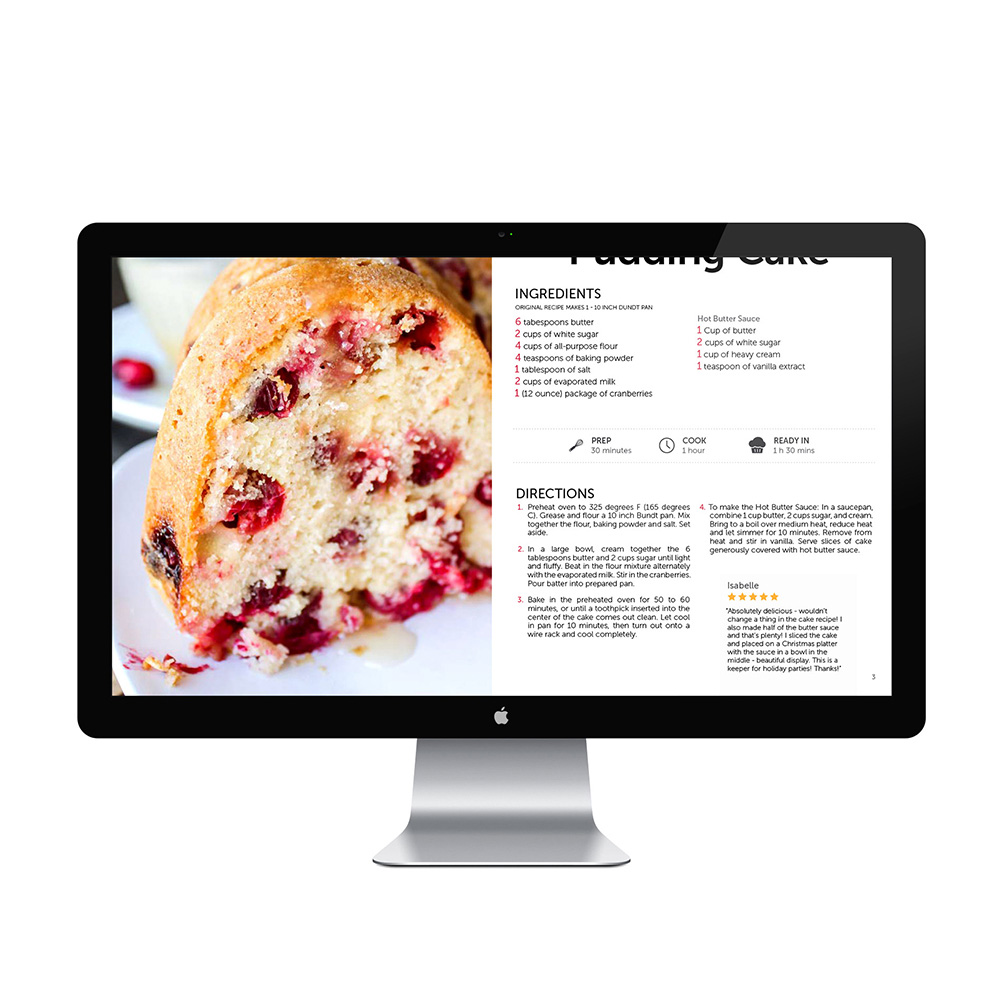 Pudding Cake
INGREDIENTS
ORIGINAL RECIPE MAKES 1 - 10 INCH DUNDT PAN
6 tabespoons butter
2 cups of white sugar
4 cups of all-purpose flour
4 teaspoons of baking powder
1 tablespoon of salt
2 cups of evaporated milk
1 (12 ounce) package of cranberries
Hot Butter Sauce
1 Cup of butter
2 cups of white sugar
1 cup of heavy cream
1 teaspoon of vanilla extract
PREP
30 minutes
COOK
1 hour
READY IN
1 h 30 mins
DIRECTIONS
1. Preheat oven to 325 degrees F (165 degrees
C). Grease and flour a 10 inch Bundt pan. Mix
together the flour, baking powder and salt. Set
aside.
2. In a large bowl, cream together the 6
tablespoons butter and 2 cups sugar until light
and fluffy. Beat in the flour mixture alternately
with the evaporated milk. Stir in the cranberries.
Pour batter into prepared pan.
3. Bake in the preheated oven for 50 to 60
minutes, or until a toothpick inserted into the
center of the cake comes out clean. Let cool
in pan for 10 minutes, then turn out onto a
wire rack and cool completely.
4. To make the Hot Butter Sauce: In a saucepan,
combine 1 cup butter, 2 cups sugar, and cream.
Bring to a boil over medium heat, reduce heat
and let simmer for 10 minutes. Remove from
heat and stir in vanilla. Serve slices of cake
generously covered with hot butter sauce.
Isabelle
"Absolutely delicious - wouldn't
change a thing in the cake recipe! I
also made half of the butter sauce
and that's plenty! I sliced the cake
and placed on a Christmas platter
with the sauce in a bowl in the
middle - beautiful display. This is a
keeper for holiday parties! Thanks!"
3